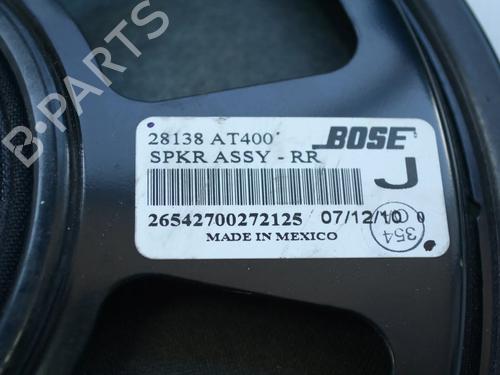 B-PARTS
28138 AT400
BOSE
SPKR ASSY - RR
J
26542700272125 07/12/10 0
MADE IN MEXICO
354